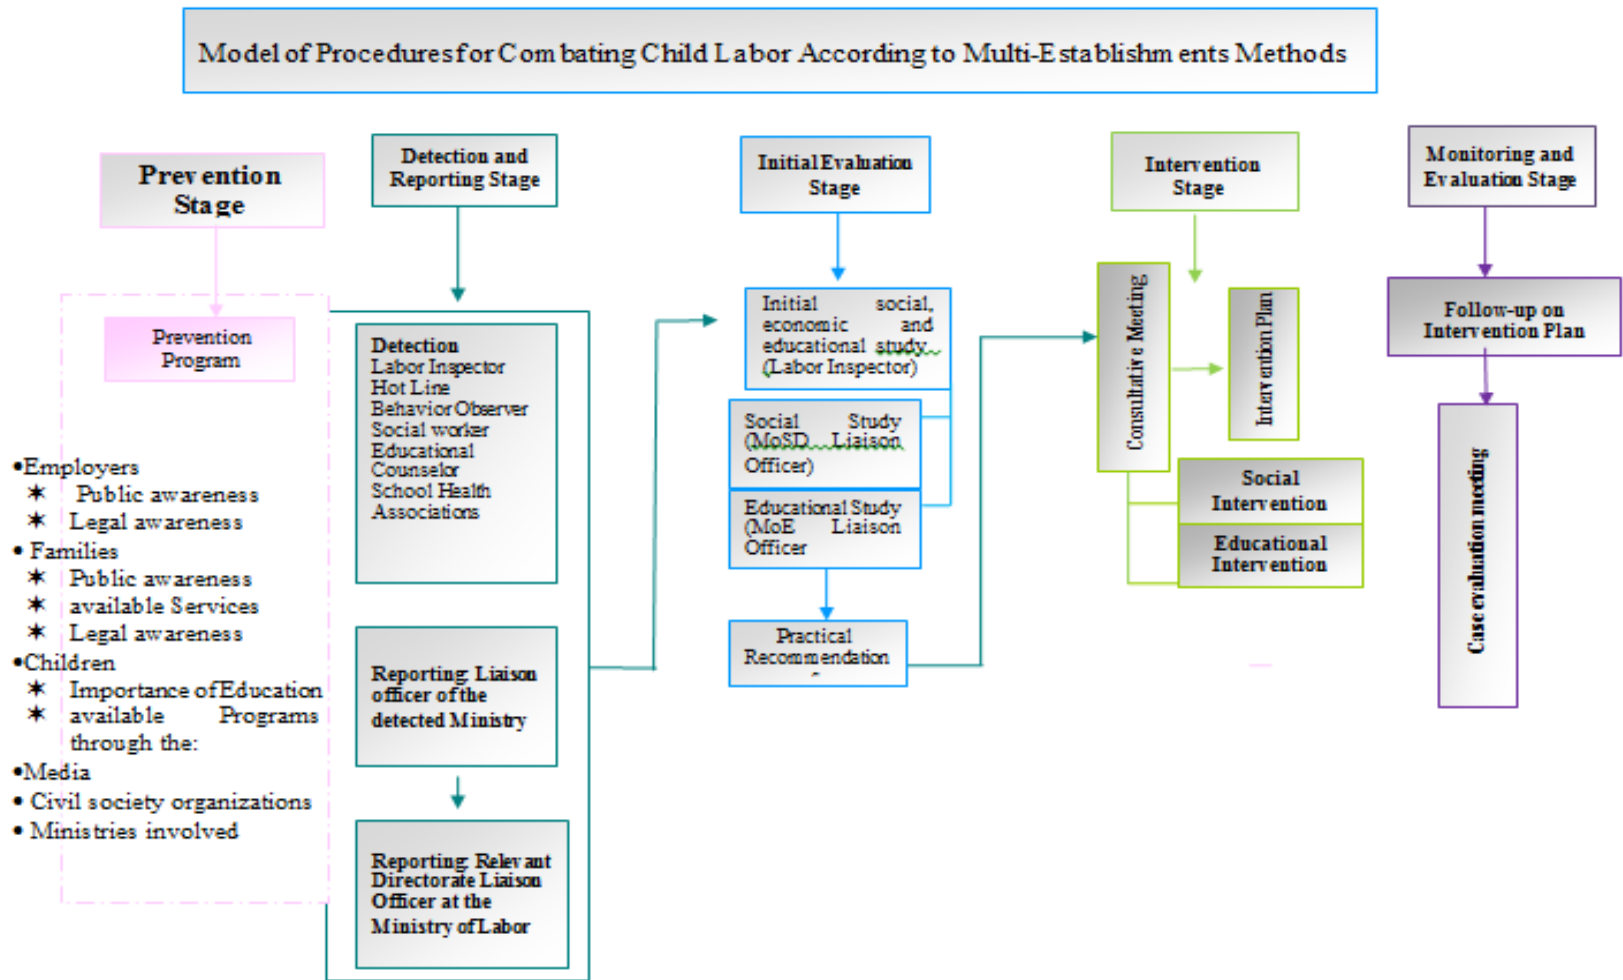 Model of Procedures for Combating Child Labor According to Multi-Establishments Methods
Prevention
Stage
Prevention
Program
•Employers
✶ Public awareness
✶ Legal awareness
• Families
✶ Public awareness
✶ available Services
✶ Legal awareness
•Children
✶ Importance of Education
✶ available Programs
through the:
•Media
• Civil society organizations
• Ministries involved
Detection and
Reporting Stage
Detection
Labor Inspector
Hot Line
Behavior Observer
Social worker
Educational
Counselor
School Health
Associations
Reporting: Liaison
officer of the
detected Ministry
Reporting: Relevant
Directorate Liaison
Officer at the
Ministry of Labor
Initial Evaluation
Stage
Initial social,
economic and
educational study
(Labor Inspector)
Social Study
(MoSD Liaison
Officer)
Educational Study
(MoE Liaison
Officer
Practical
Recommendation
Intervention
Stage
Consultative Meeting
Intervention Plan
Social
Intervention
Educational
Intervention
Monitoring and
Evaluation Stage
Follow-up on
Intervention Plan
Case evaluation meeting